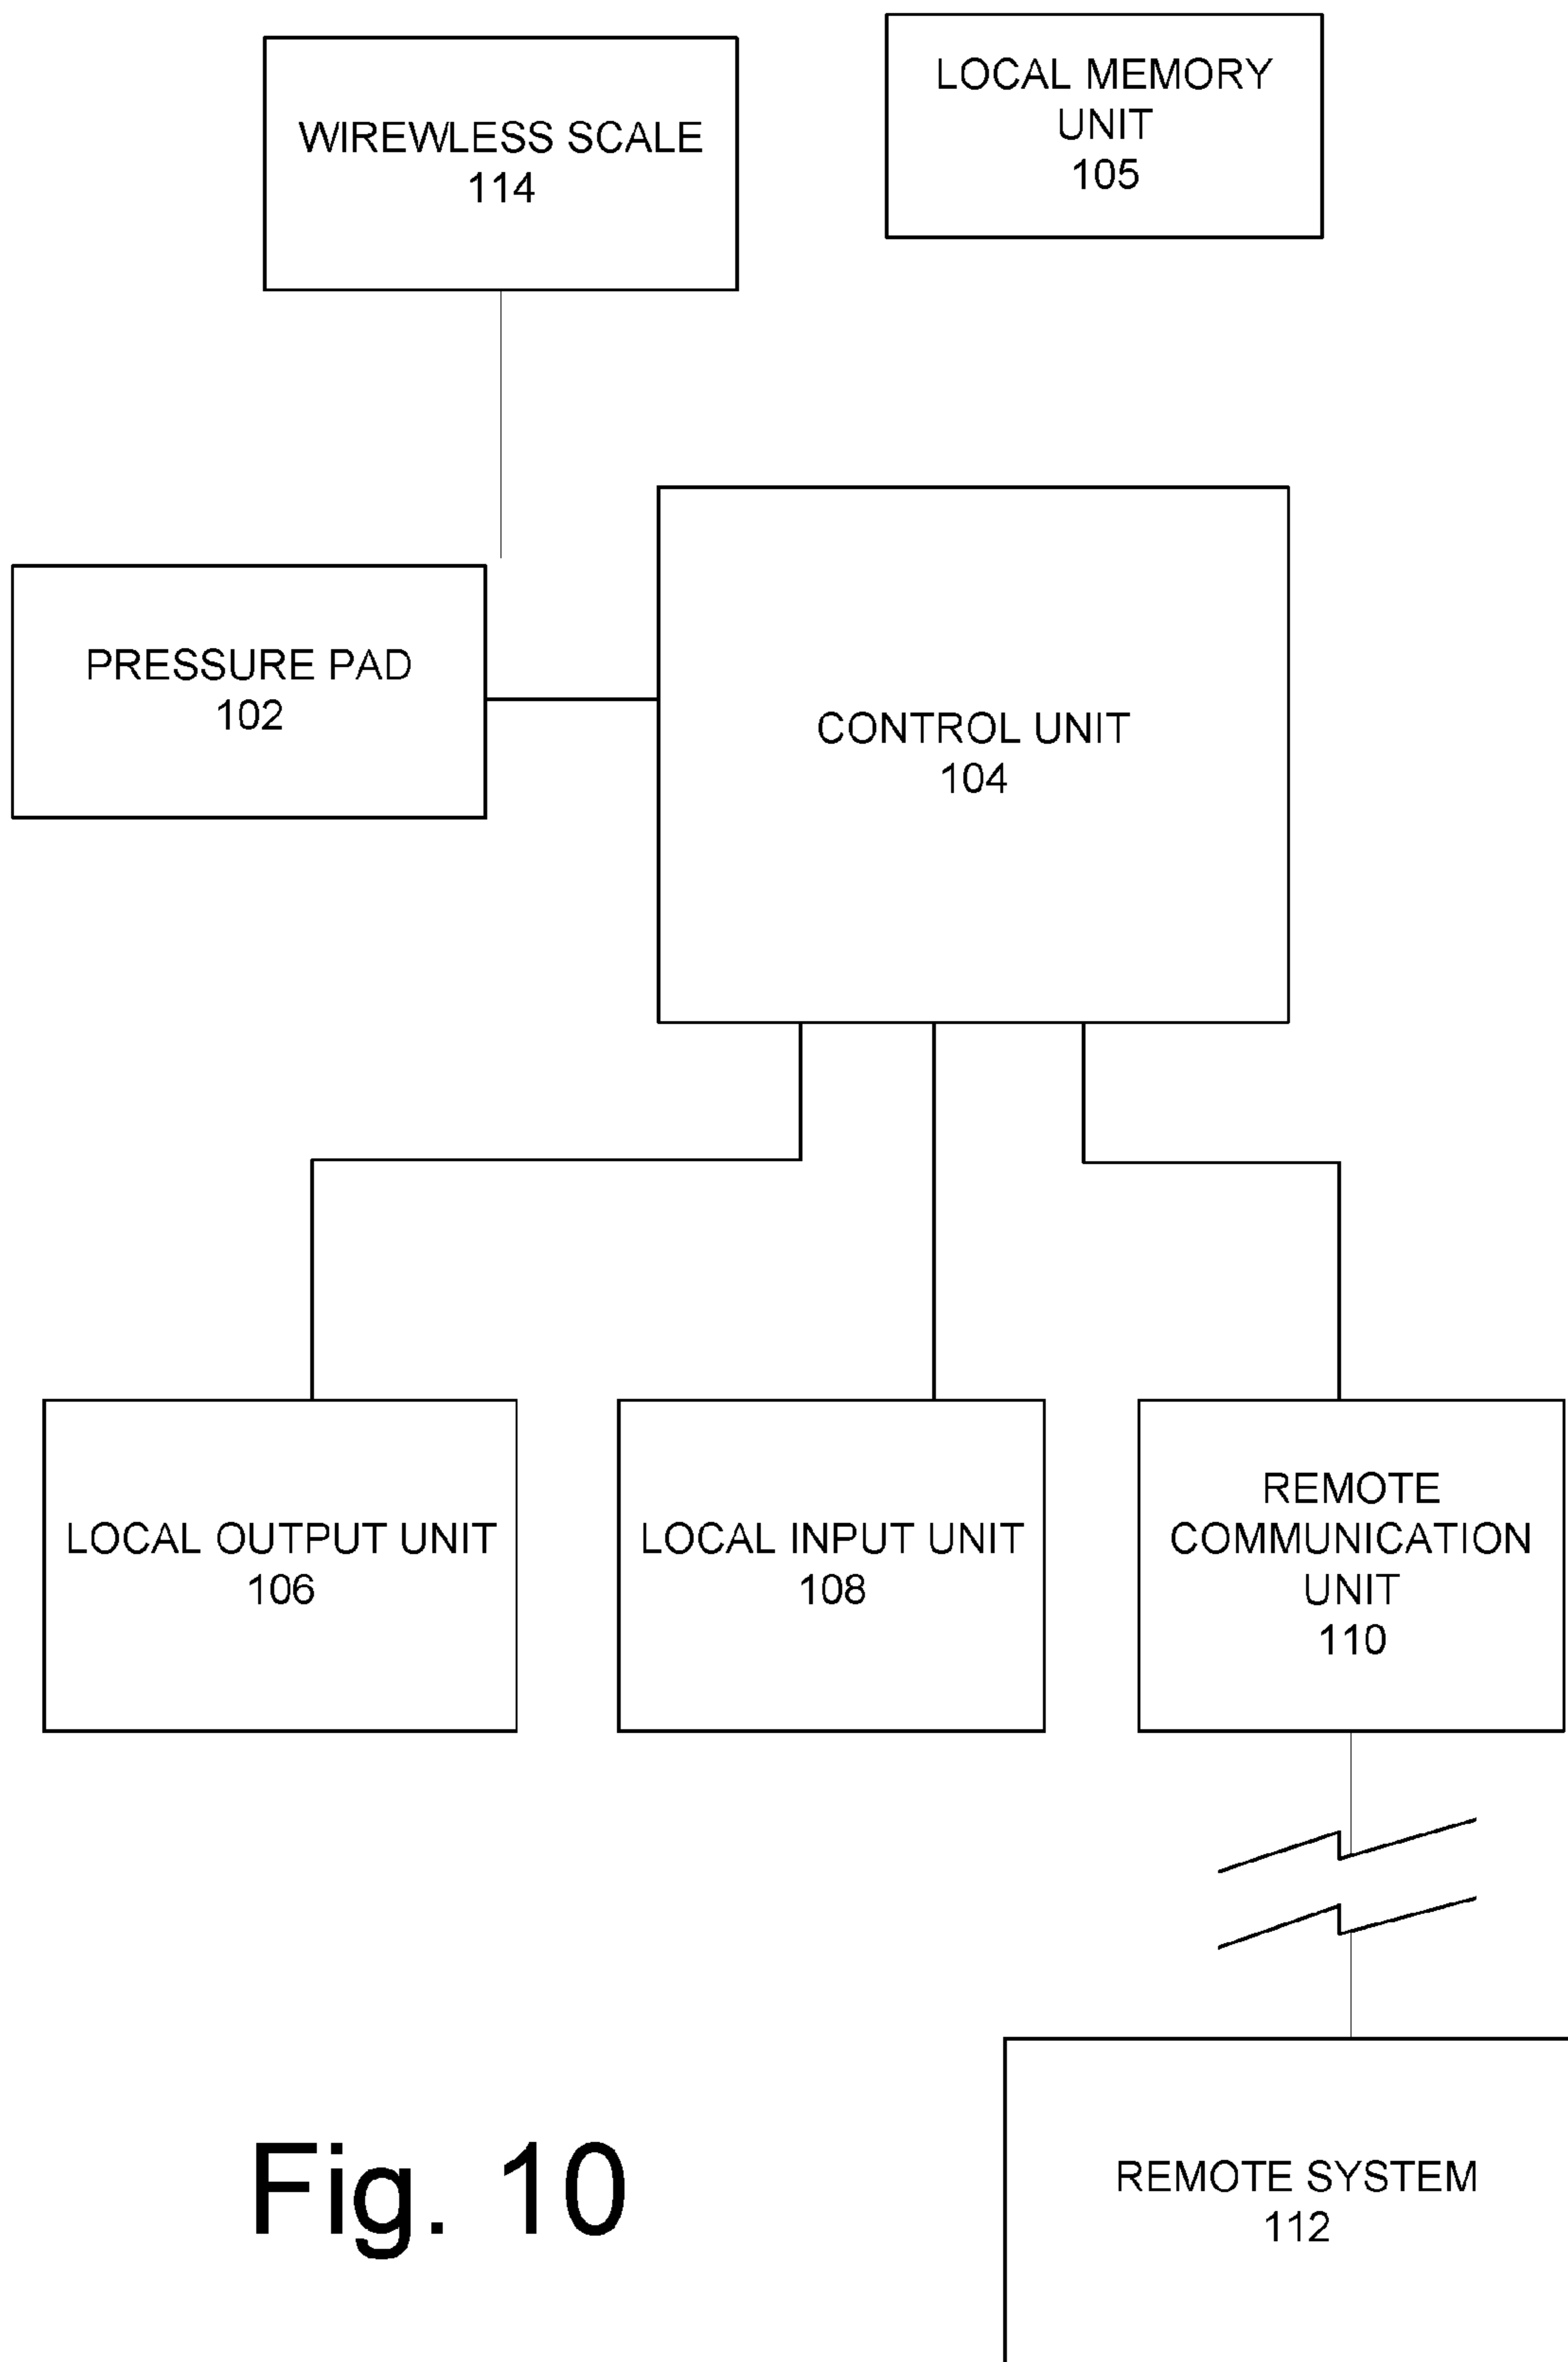 WIREWLESS SCALE
114
LOCAL MEMORY
UNIT
105
PRESSURE PAD
102
CONTROL UNIT
104
LOCAL OUTPUT UNIT
106
LOCAL INPUT UNIT
108
REMOTE
COMMUNICATION
UNIT
110
REMOTE SYSTEM
112
Fig. 10